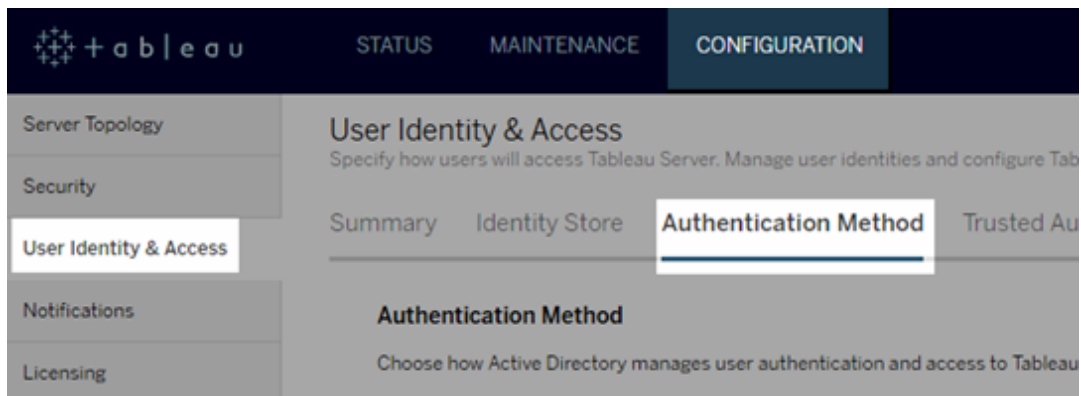 + a b l e a u
STATUS MAINTENANCE CONFIGURATION
Server Topology
Security
User Identity & Access
Notifications
Licensing
User Identity & Access
Specify how users will access Tableau Server. Manage user identities and configure Tab
Summary Identity Store Authentication Method Trusted Au
Authentication Method
Choose how Active Directory manages user authentication and access to Tableau